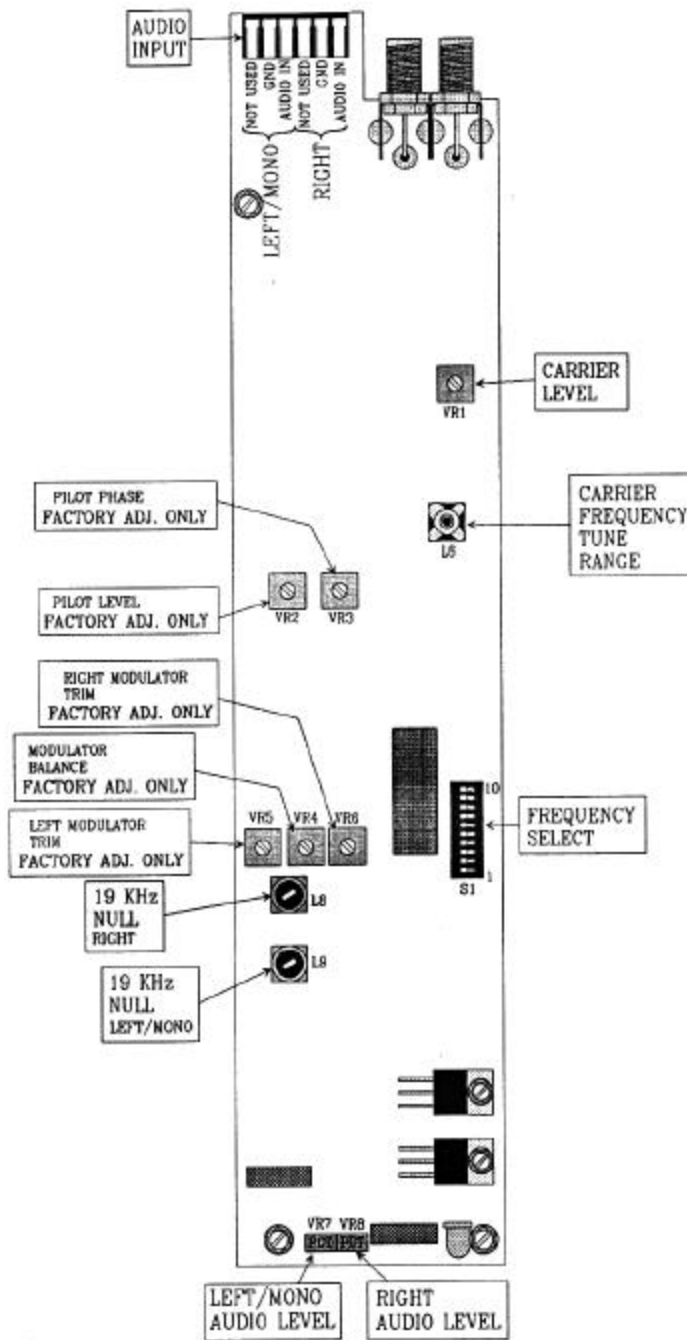 AUDIO
INPUT
NOT USED
GND
AUDIO IN
NOT USED
GND
AUDIO IN
LEFT/MONO
RIGHT
CARRIER
LEVEL
VR1
PILOT PHASE
FACTORY ADJ. ONLY
CARRIER
FREQUENCY
TUNE
RANGE
L6
PILOT LEVEL
FACTORY ADJ. ONLY
VR2
VR3
RIGHT MODULATOR
TRIM
FACTORY ADJ. ONLY
MODULATOR
BALANCE
FACTORY ADJ. ONLY
10
FREQUENCY
SELECT
S1
1
LEFT MODULATOR
TRIM
FACTORY ADJ. ONLY
VR5
VR4
VR6
19 KHz
NULL
RIGHT
L8
19 KHz
NULL
LEFT/MONO
L9
VR7 VR8
POT POT
LEFT/MONO
AUDIO LEVEL
RIGHT
AUDIO LEVEL